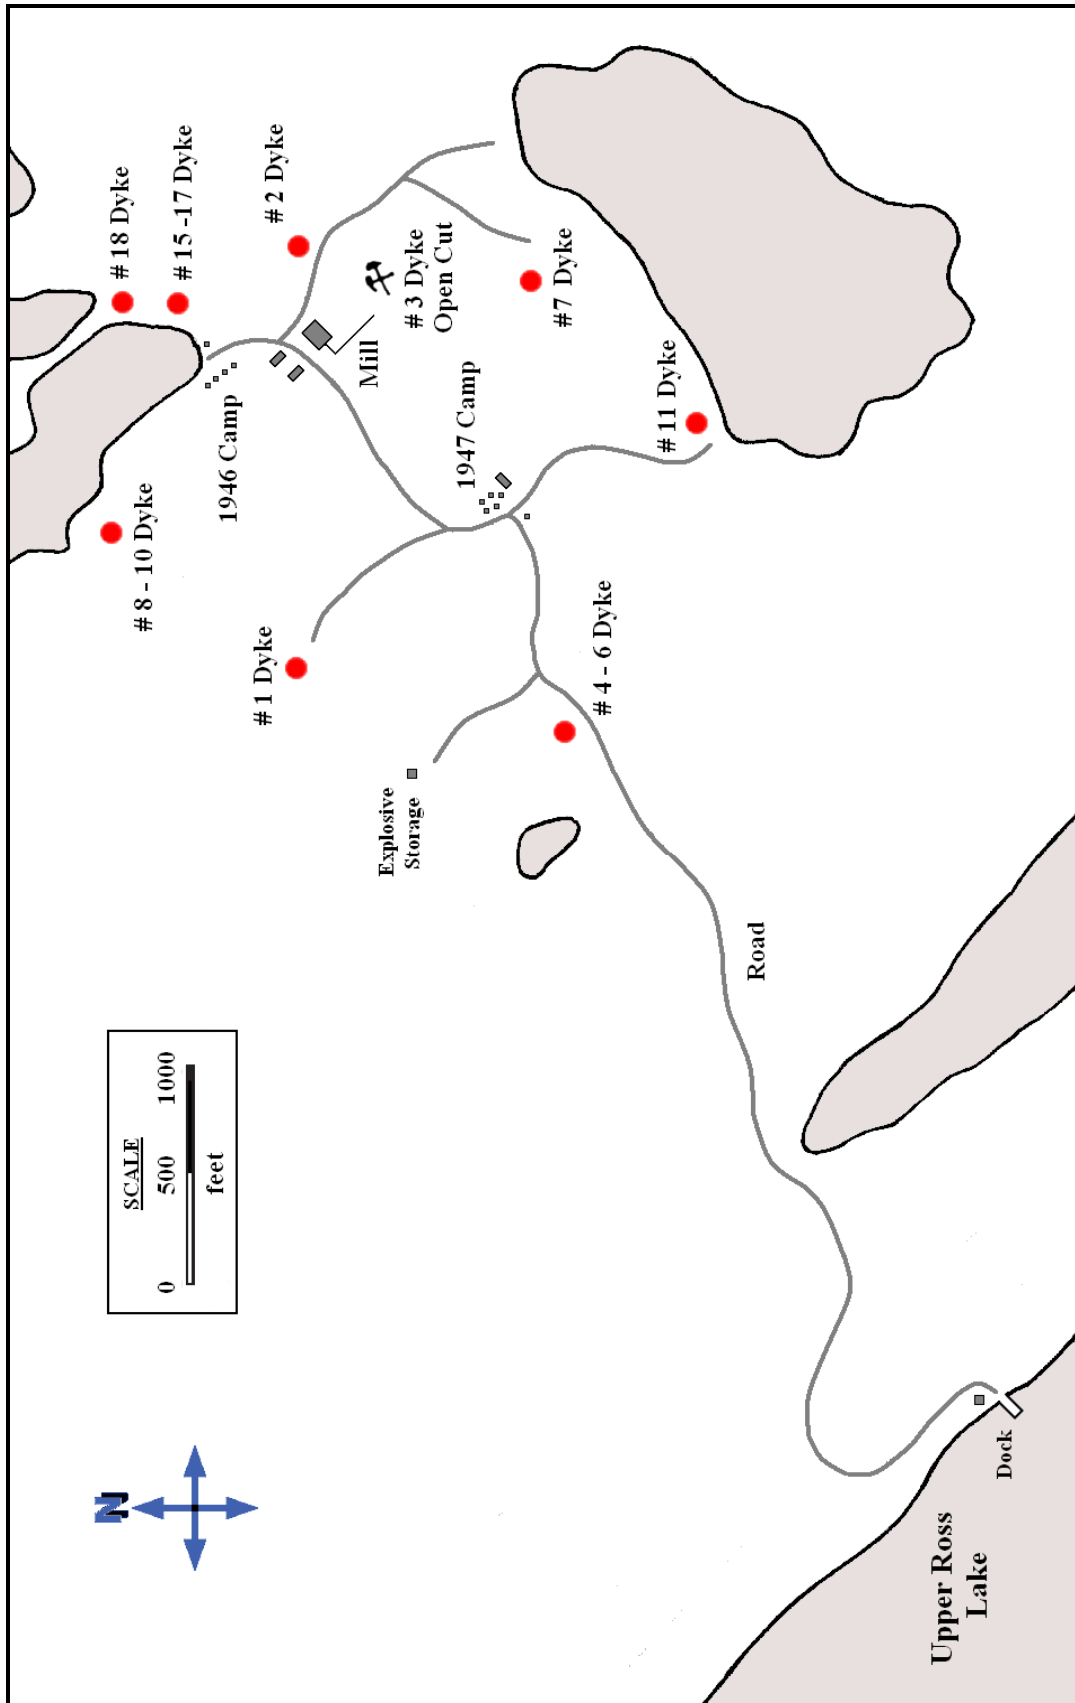 #18 Dyke
#15 -17 Dyke
# 2 Dyke
#3 Dyke
Open Cut
#7 Dyke
Mill
1946 Camp
1947 Camp
#11 Dyke
#8 - 10 Dyke
#1 Dyke
# 4 - 6 Dyke
Explosive
Storage
Road
SCALE
0 500 1000
feet
N
Dock
Upper Ross
Lake